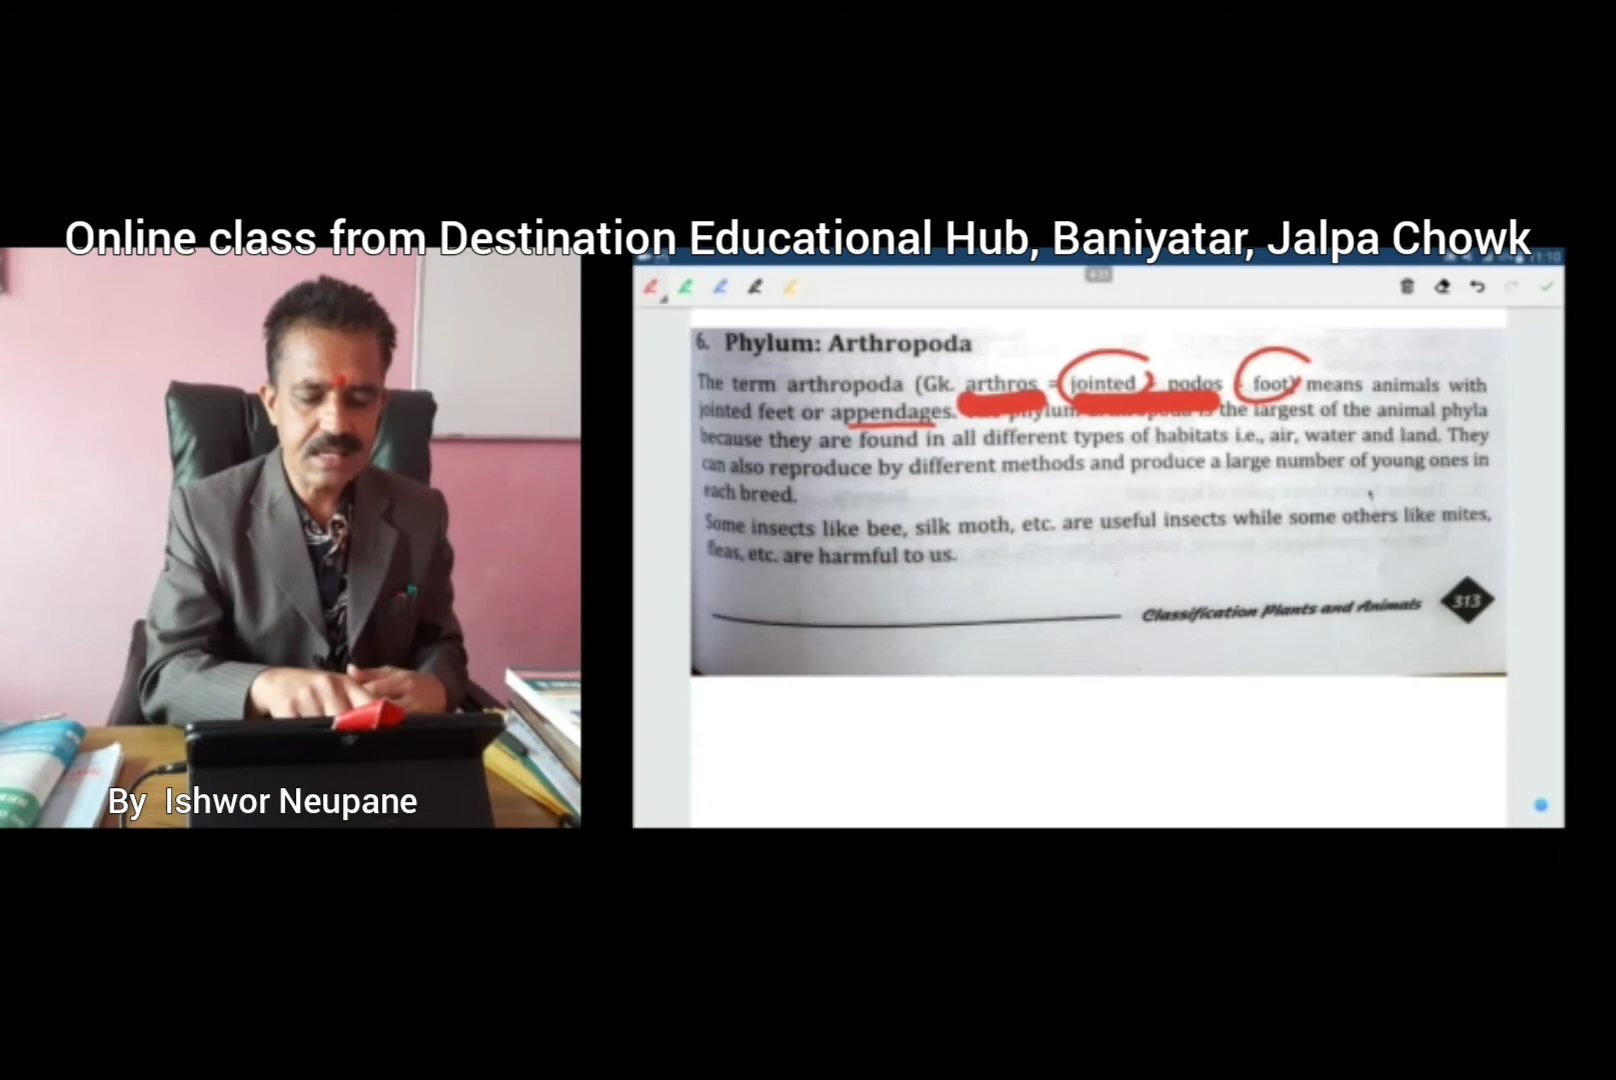 Online class from Destination Educational Hub, Baniyatar, Jalpa Chowk
6. Phylum: Arthropoda
The term arthropoda (Gk. arthros = jointed podos foot) means animals with
jointed feet or appendages. phylum is the largest of the animal phyla
because they are found in all different types of habitats i.e., air, water and land. They
can also reproduce by different methods and produce a large number of young ones in
each breed.
Some insects like bee, silk moth, etc. are useful insects while some others like mites,
fleas, etc. are harmful to us.
Classification Plants and Animals 313
By Ishwor Neupane